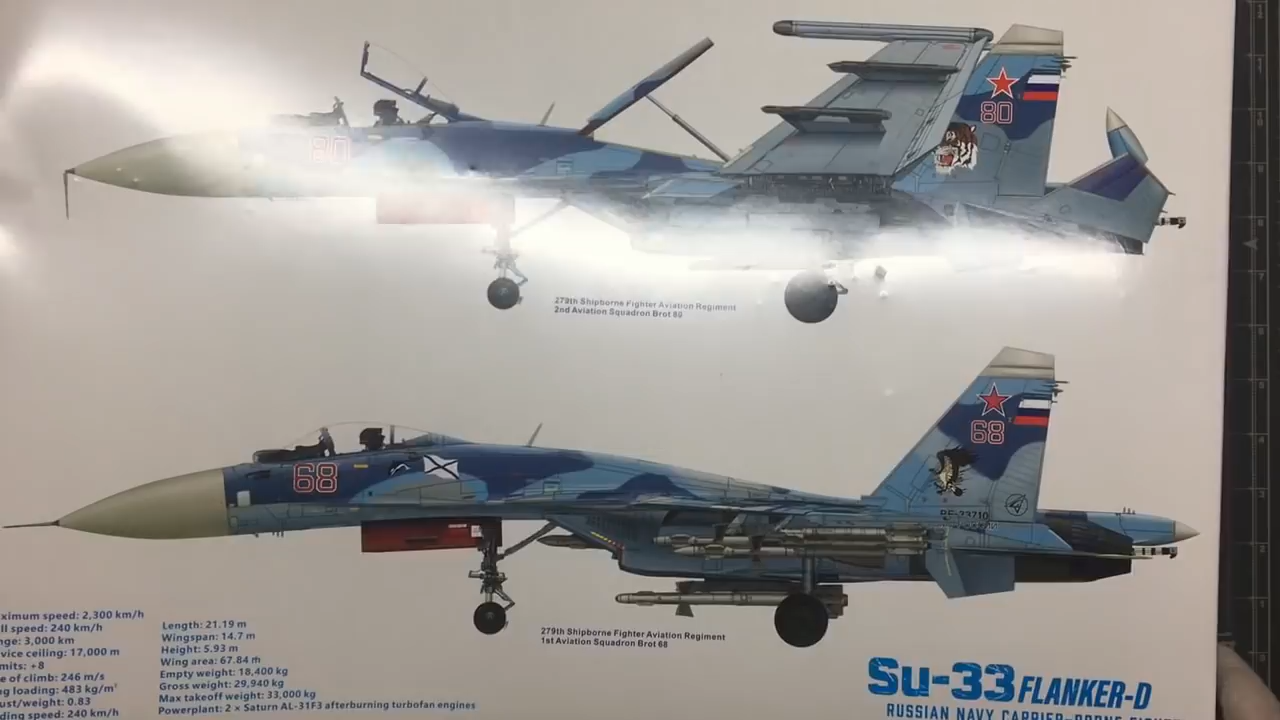 80
80
279th Shipborne Fighter Aviation Regiment
2nd Aviation Squadron Brot 80
68
68
279th Shipborne Fighter Aviation Regiment
1st Aviation Squadron Brot 68
ximum speed: 2,300 km/h
ll speed: 240 km/h
nge: 3,000 km
vice ceiling: 17,000 m
mits: +8
e of climb: 246 m/s
ng loading: 483 kg/m²
ust/weight: 0.83
ding speed: 240 km/h
Length: 21.19 m
Wingspan: 14.7 m
Height: 5.93 m
Wing area: 67.84 m
Empty weight: 18,400 kg
Gross weight: 29,940 kg
Max takeoff weight: 33,000 kg
Powerplant: 2 × Saturn AL-31F3 afterburning turbofan engines
Su-33 FLANKER-D
RUSSIAN NAVY CARRIER-BORNE